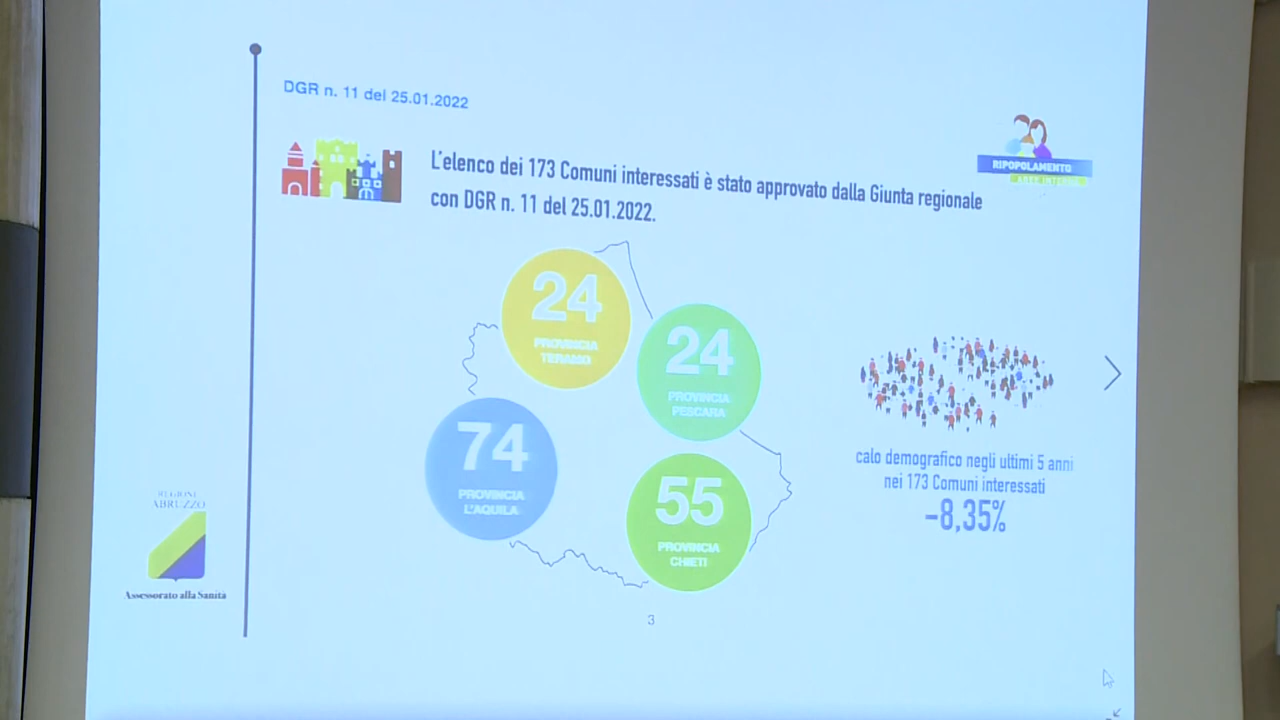 DGR n. 11 del 25.01.2022
RIPOPOLAMENTO
AREE INTERNE
L'elenco dei 173 Comuni interessati è stato approvato dalla Giunta regionale
con DGR n. 11 del 25.01.2022.
24
PROVINCIA
TERAMO
24
PROVINCIA
PESCARA
74
PROVINCIA
L'AQUILA
55
PROVINCIA
CHIETI
calo demografico negli ultimi 5 anni
nei 173 Comuni interessati
-8,35%
REGIONE
ABRUZZO
Assessorato alla Sanità
3